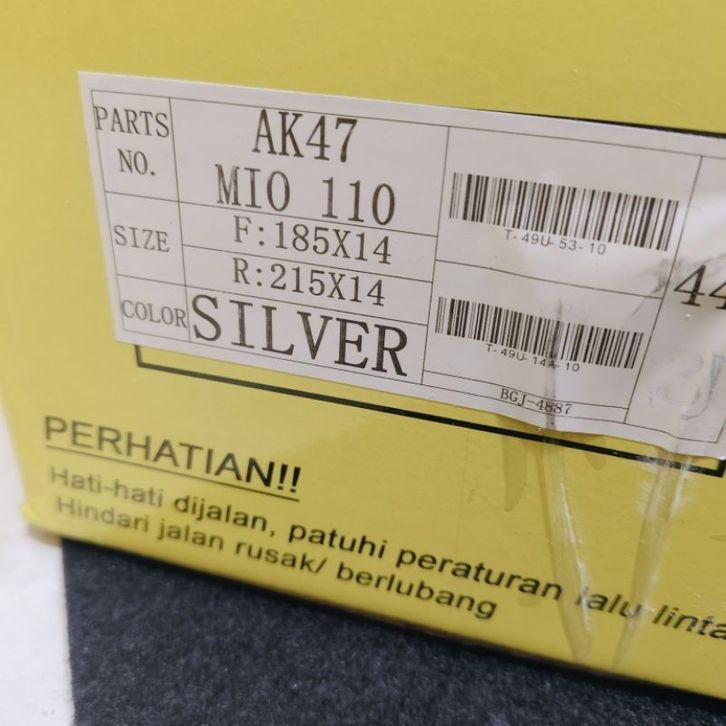 PARTS NO.
AK47
MIO 110
SIZE
F:185X14
R:215X14
COLOR
SILVER
T-49U-53-10
T-49U-14A-10
BGJ-4887
44
PERHATIAN!!
Hati-hati dijalan, patuhi peraturan lalu
Hindari jalan rusak/ berlubang